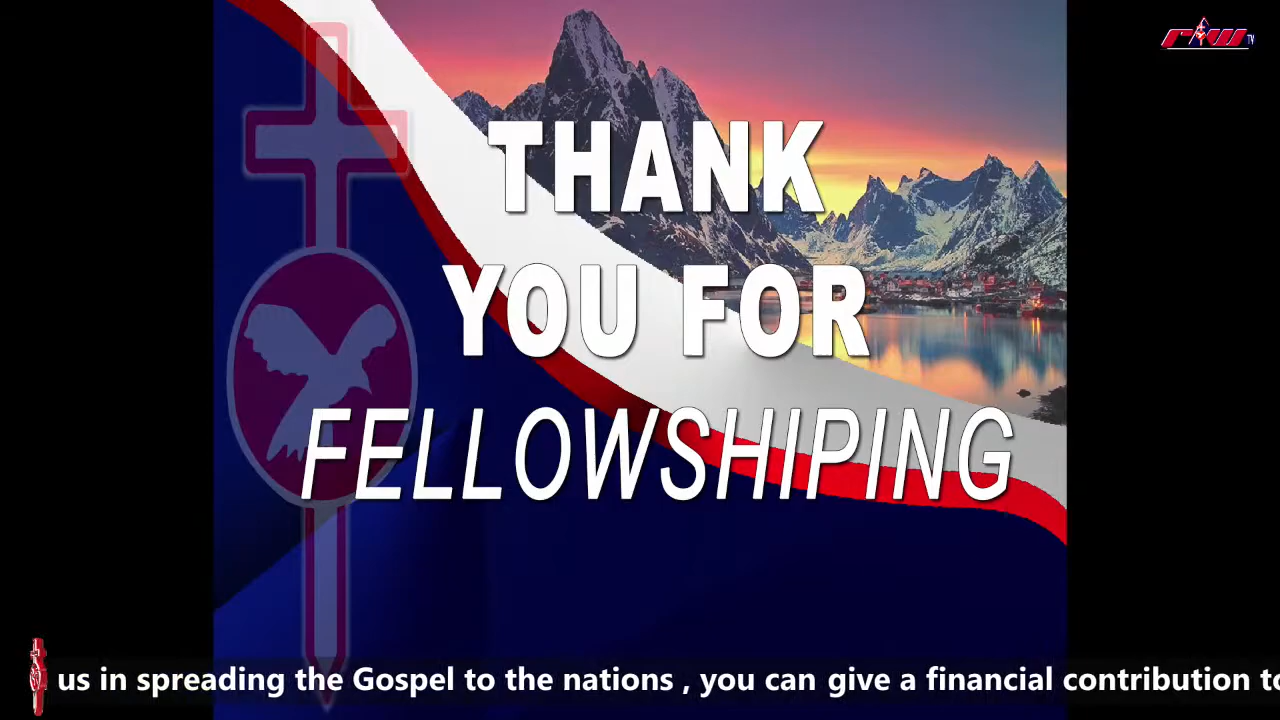 THANK
YOU FOR
FELLOWSHIPING
us in spreading the Gospel to the nations , you can give a financial contribution to